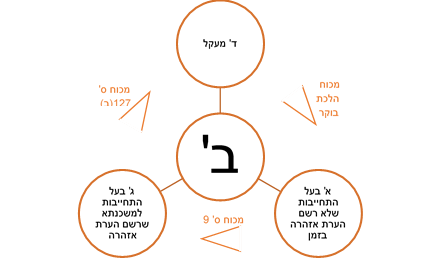 ד' מעקל
מכוח
הלכת
בוקר
מכוח ס'
127(ב)
ב'
א' בעל
התחייבות
שלא רשם
הערת אזהרה
בזמן
ג' בעל
התחייבות
למשכנתא
שרשם הערת
אזהרה
מכוח ס' 9